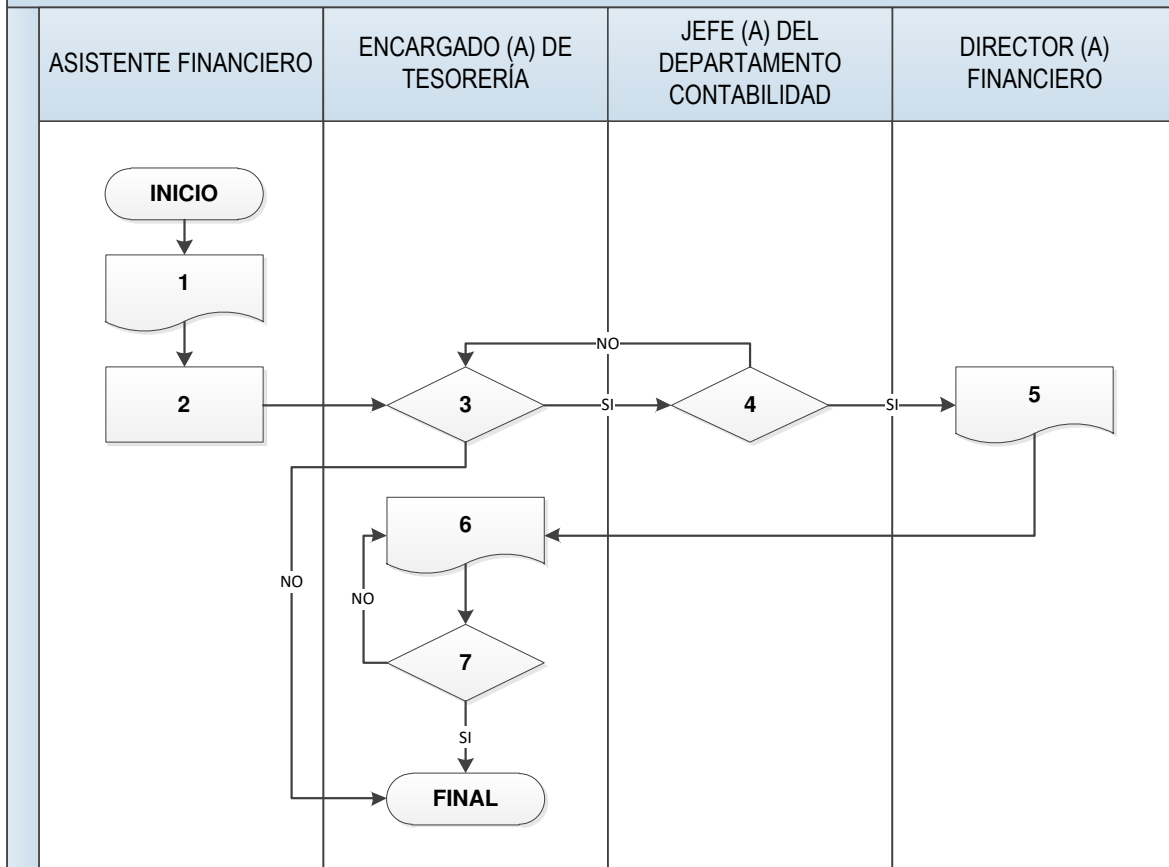 ASISTENTE FINANCIERO
ENCARGADO (A) DE
TESORERÍA
JEFE (A) DEL
DEPARTAMENTO
CONTABILIDAD
DIRECTOR (A)
FINANCIERO
INICIO
1
2
3
SI
NO
4
SI
5
6
NO
NO
7
SI
FINAL